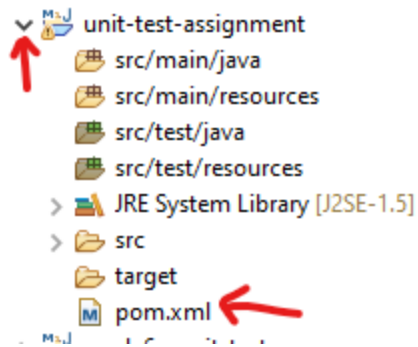 unit-test-assignment
src/main/java
src/main/resources
src/test/java
src/test/resources
JRE System Library [J2SE-1.5]
src
target
pom.xml